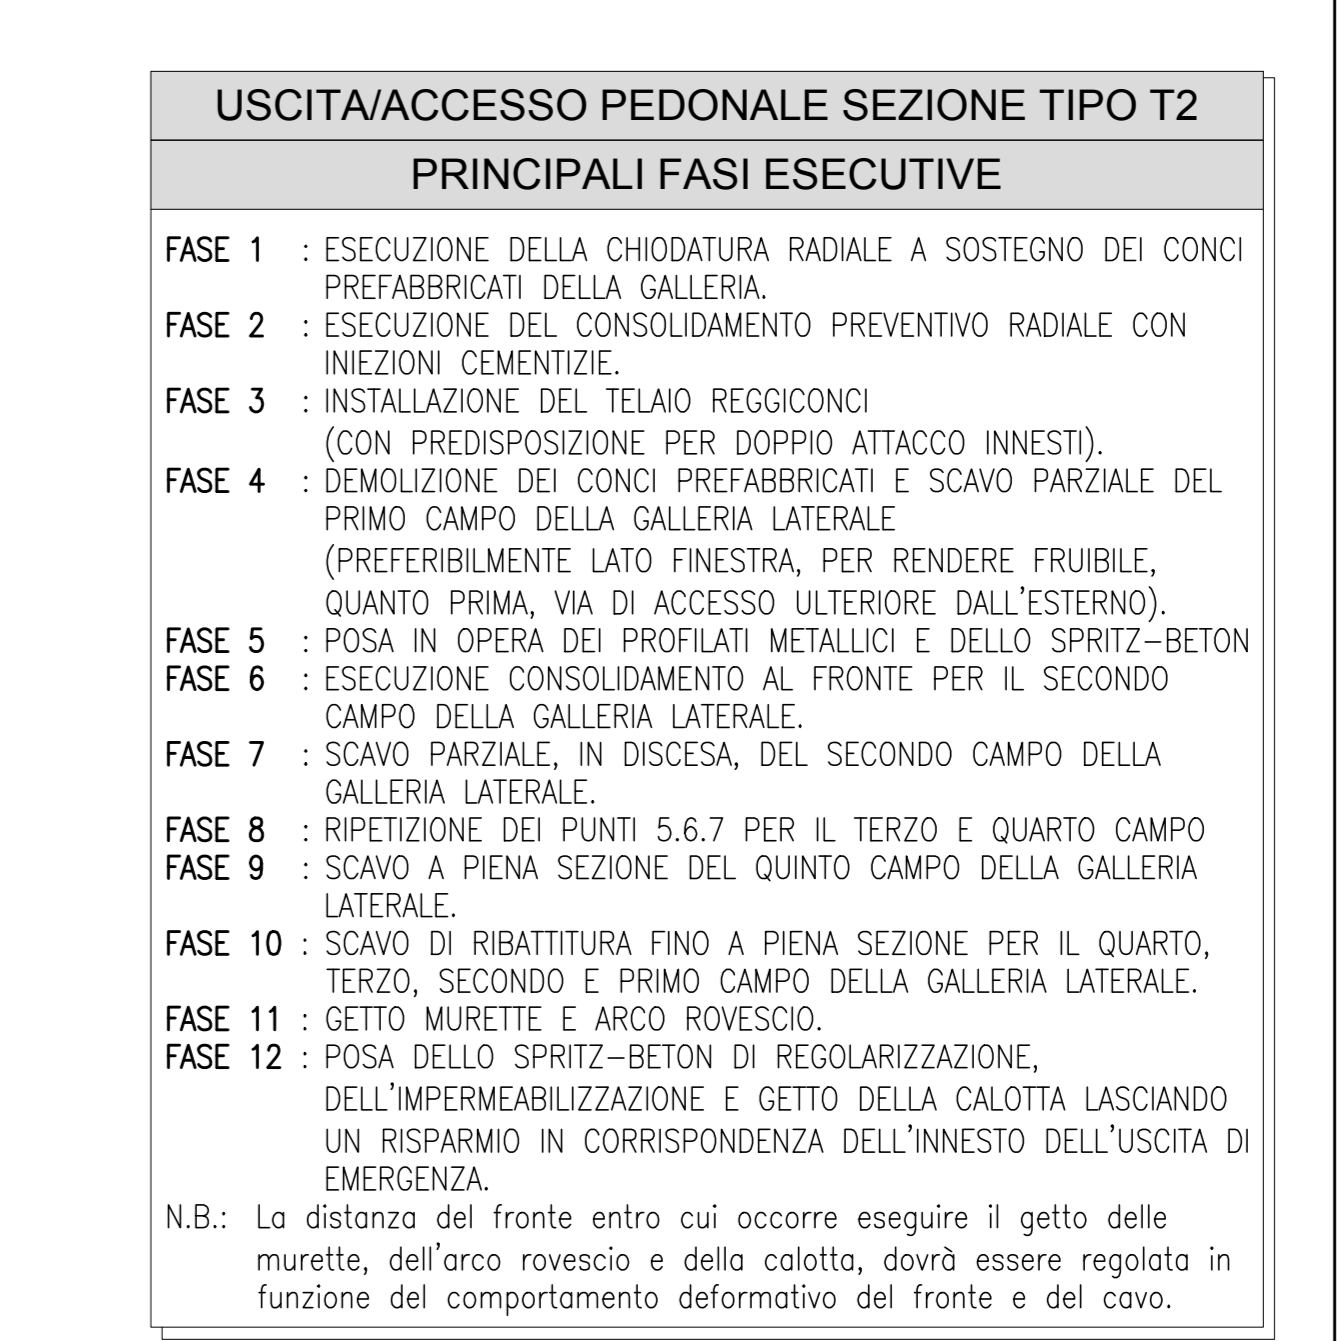 USCITA/ACCESSO PEDONALE SEZIONE TIPO T2
PRINCIPALI FASI ESECUTIVE
FASE 1 : ESECUZIONE DELLA CHIODATURA RADIALE A SOSTEGNO DEI CONCI
PREFABBRICATI DELLA GALLERIA.
FASE 2 : ESECUZIONE DEL CONSOLIDAMENTO PREVENTIVO RADIALE CON
INIEZIONI CEMENTIZIE.
FASE 3 : INSTALLAZIONE DEL TELAIO REGGICONCI
(CON PREDISPOSIZIONE PER DOPPIO ATTACCO INNESTI).
FASE 4 : DEMOLIZIONE DEI CONCI PREFABBRICATI E SCAVO PARZIALE DEL
PRIMO CAMPO DELLA GALLERIA LATERALE
(PREFERIBILMENTE LATO FINESTRA, PER RENDERE FRUIBILE,
QUANTO PRIMA, VIA DI ACCESSO ULTERIORE DALL'ESTERNO).
FASE 5 : POSA IN OPERA DEI PROFILATI METALLICI E DELLO SPRITZ-BETON
FASE 6 : ESECUZIONE CONSOLIDAMENTO AL FRONTE PER IL SECONDO
CAMPO DELLA GALLERIA LATERALE.
FASE 7 : SCAVO PARZIALE, IN DISCESA, DEL SECONDO CAMPO DELLA
GALLERIA LATERALE.
FASE 8 : RIPETIZIONE DEI PUNTI 5.6.7 PER IL TERZO E QUARTO CAMPO
FASE 9 : SCAVO A PIENA SEZIONE DEL QUINTO CAMPO DELLA GALLERIA
LATERALE.
FASE 10 : SCAVO DI RIBATTITURA FINO A PIENA SEZIONE PER IL QUARTO,
TERZO, SECONDO E PRIMO CAMPO DELLA GALLERIA LATERALE.
FASE 11 : GETTO MURETTE E ARCO ROVESCIO.
FASE 12 : POSA DELLO SPRITZ-BETON DI REGOLARIZZAZIONE,
DELL'IMPERMEABILIZZAZIONE E GETTO DELLA CALOTTA LASCIANDO
UN RISPARMIO IN CORRISPONDENZA DELL'INNESTO DELL'USCITA DI
EMERGENZA.
N.B.: La distanza del fronte entro cui occorre eseguire il getto delle
murette, dell'arco rovescio e della calotta, dovrà essere regolata in
funzione del comportamento deformativo del fronte e del cavo.